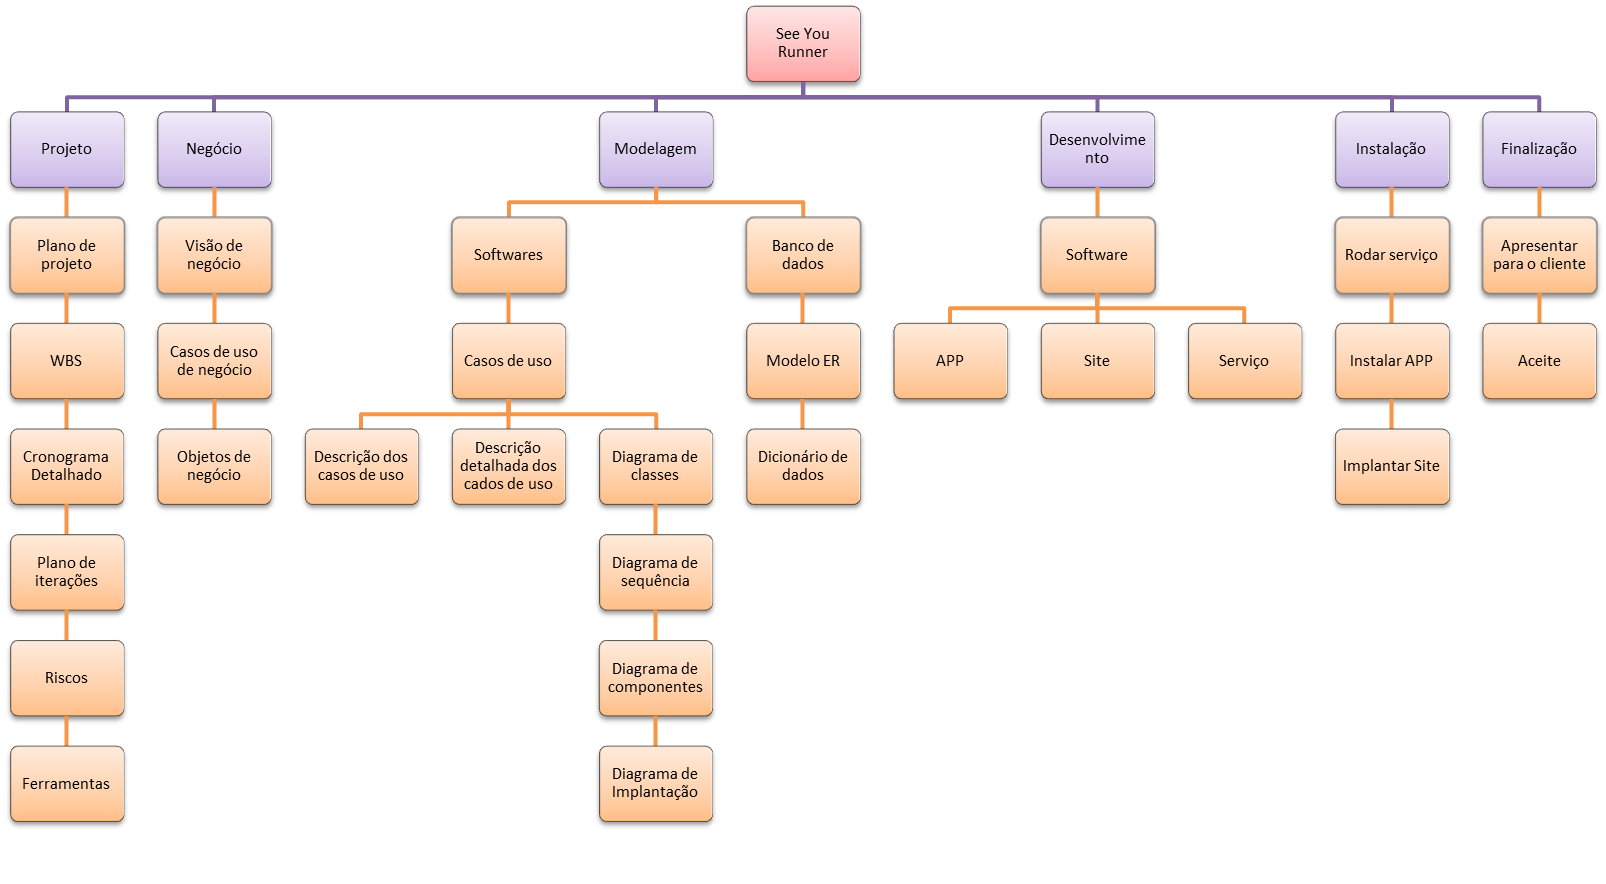 See You
Runner
Projeto
Negócio
Modelagem
Desenvolvime
nto
Instalação
Finalização
Plano de
projeto
Visão de
negócio
Softwares
Banco de
dados
Software
Rodar serviço
Apresentar
para o cliente
WBS
Casos de uso
de negócio
Casos de uso
Modelo ER
APP
Site
Serviço
Instalar APP
Aceite
Cronograma
Detalhado
Objetos de
negócio
Descrição dos
casos de uso
Descrição
detalhada dos
cados de uso
Diagrama de
classes
Dicionário de
dados
Implantar Site
Plano de
iterações
Diagrama de
sequência
Riscos
Diagrama de
componentes
Ferramentas
Diagrama de
Implantação